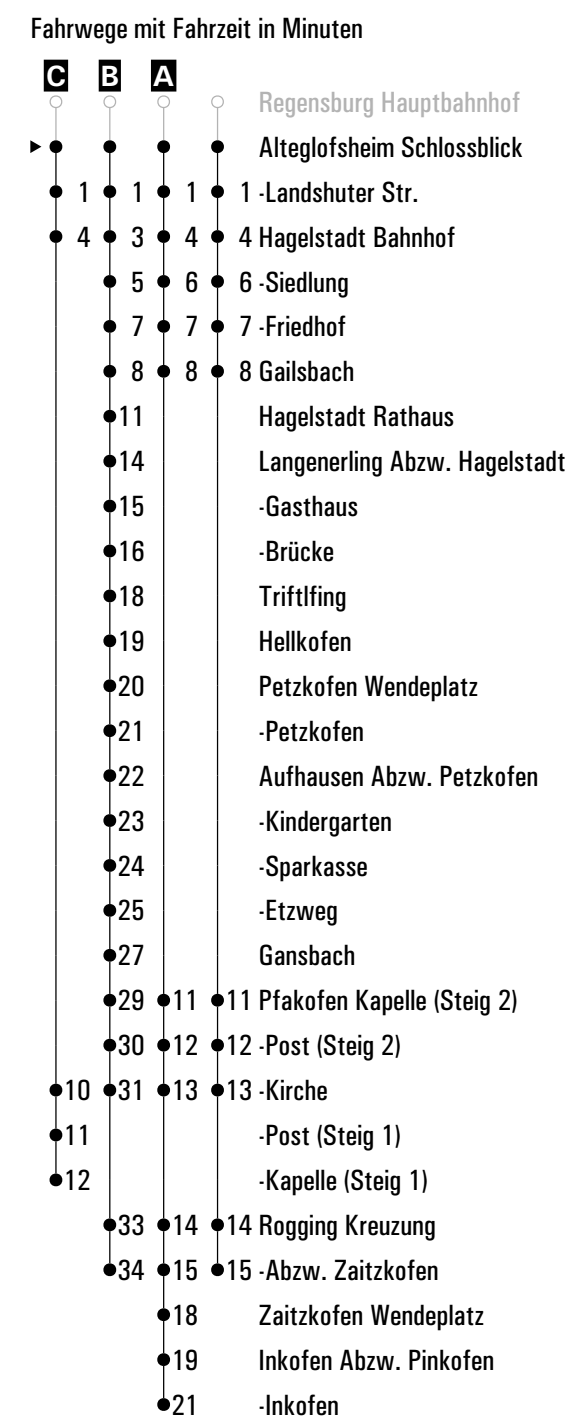 Fahrwege mit Fahrzeit in Minuten
C B A
Regensburg Hauptbahnhof
Alteglofsheim Schlossblick
1 1 1 1 -Landshuter Str.
4 3 4 4 Hagelstadt Bahnhof
5 6 6 -Siedlung
7 7 7 -Friedhof
8 8 8 Gailsbach
11 Hagelstadt Rathaus
14 Langenerling Abzw. Hagelstadt
15 -Gasthaus
16 -Brücke
18 Triftlfing
19 Hellkofen
20 Petzkofen Wendeplatz
21 -Petzkofen
22 Aufhausen Abzw. Petzkofen
23 -Kindergarten
24 -Sparkasse
25 -Etzweg
27 Gansbach
29 11 11 Pfakofen Kapelle (Steig 2)
30 12 12 -Post (Steig 2)
10 31 13 13 -Kirche
11 -Post (Steig 1)
12 -Kapelle (Steig 1)
33 14 14 Rogging Kreuzung
34 15 15 -Abzw. Zaitzkofen
18 Zaitzkofen Wendeplatz
19 Inkofen Abzw. Pinkofen
21 -Inkofen